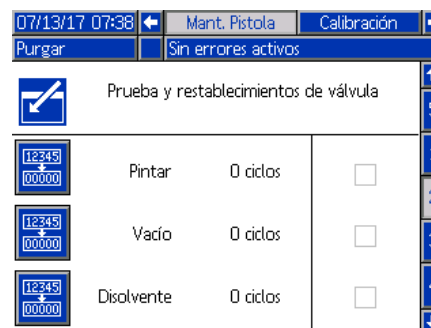 07/13/17 07:38 Mant. Pistola Calibración
Purgar Sin errores activos
Prueba y restablecimientos de válvula
12345
00000
Pintar 0 ciclos
12345
00000
Vacío 0 ciclos
12345
00000
Disolvente 0 ciclos